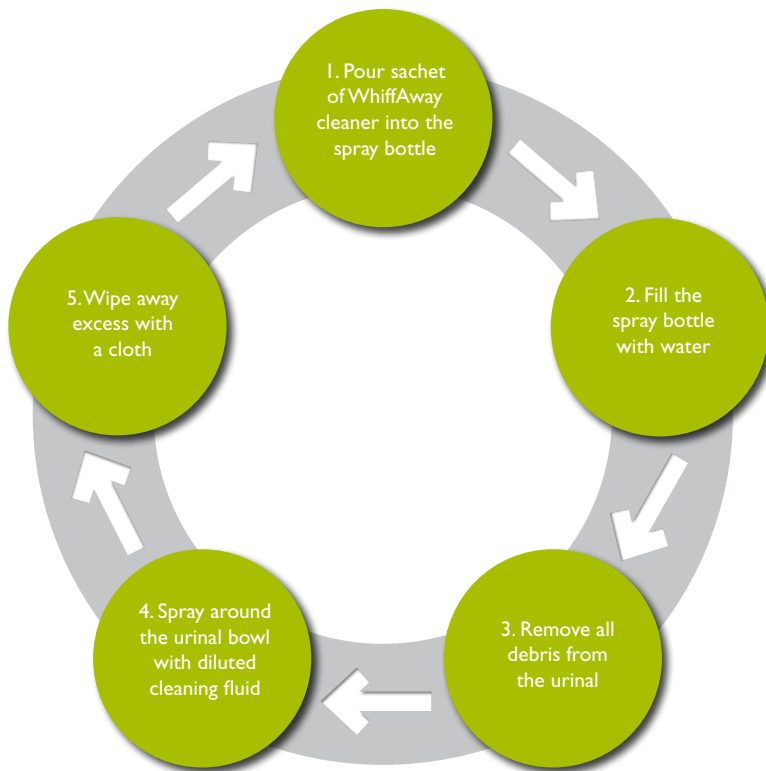 1. Pour sachet
of WhiffAway
cleaner into the
spray bottle
2. Fill the
spray bottle
with water
3. Remove all
debris from
the urinal
4. Spray around
the urinal bowl
with diluted
cleaning fluid
5. Wipe away
excess with
a cloth